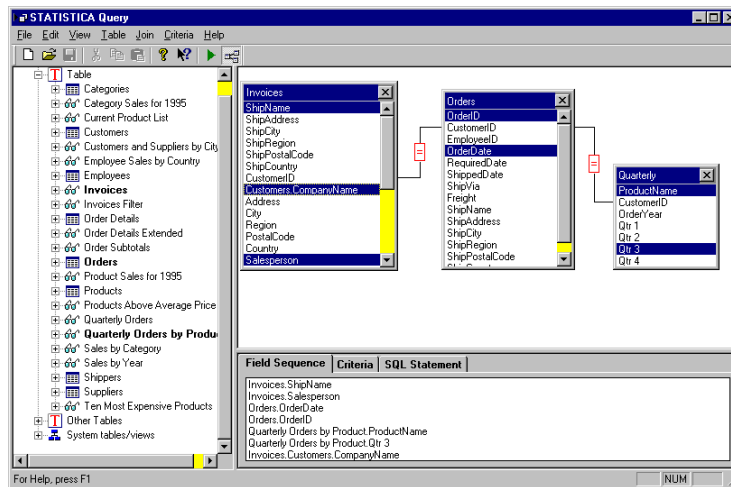 STATISTICA Query
File Edit View Table Join Criteria Help
Table
Categories
Category Sales for 1995
Current Product List
Customers
Customers and Suppliers by City
Employee Sales by Country
Employees
Invoices
Invoices Filter
Order Details
Order Details Extended
Order Subtotals
Orders
Product Sales for 1995
Products
Products Above Average Price
Quarterly Orders
Quarterly Orders by Produ
Sales by Category
Sales by Year
Shippers
Suppliers
Ten Most Expensive Products
Other Tables
System tables/views
Invoices
ShipName
ShipAddress
ShipCity
ShipRegion
ShipPostalCode
ShipCountry
CustomerID
Customers.CompanyName
Address
City
Region
PostalCode
Country
Salesperson
=
Orders
OrderID
CustomerID
EmployeeID
OrderDate
RequiredDate
ShippedDate
ShipVia
Freight
ShipName
ShipAddress
ShipCity
ShipRegion
ShipPostalCode
=
Quarterly
ProductName
CustomerID
OrderYear
Qtr 1
Qtr 2
Qtr 3
Qtr 4
Field Sequence Criteria SQL Statement
Invoices.ShipName
Invoices.Salesperson
Orders.OrderDate
Orders.OrderID
Quarterly Orders by Product.ProductName
Quarterly Orders by Product.Qtr 3
Invoices.Customers.CompanyName
For Help, press F1
NUM